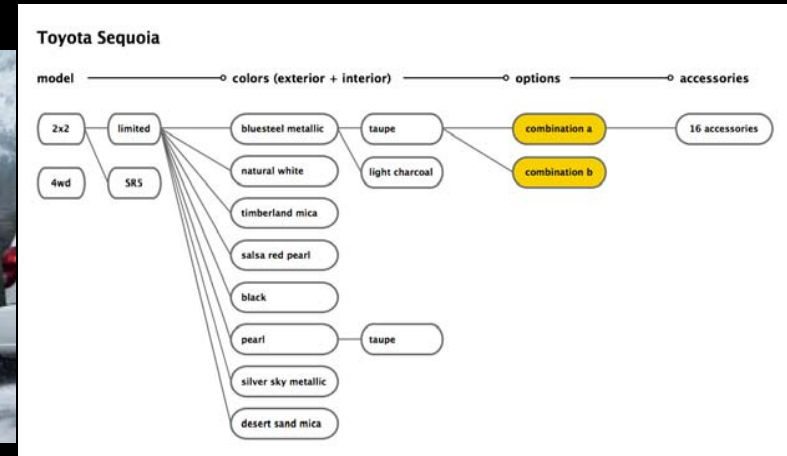 Toyota Sequoia
model colors (exterior + interior) options accessories
2x2 limited bluesteel metallic taupe combination a 16 accessories
natural white light charcoal combination b
4wd SR5
timberland mica
salsa red pearl
black
pearl taupe
silver sky metallic
desert sand mica